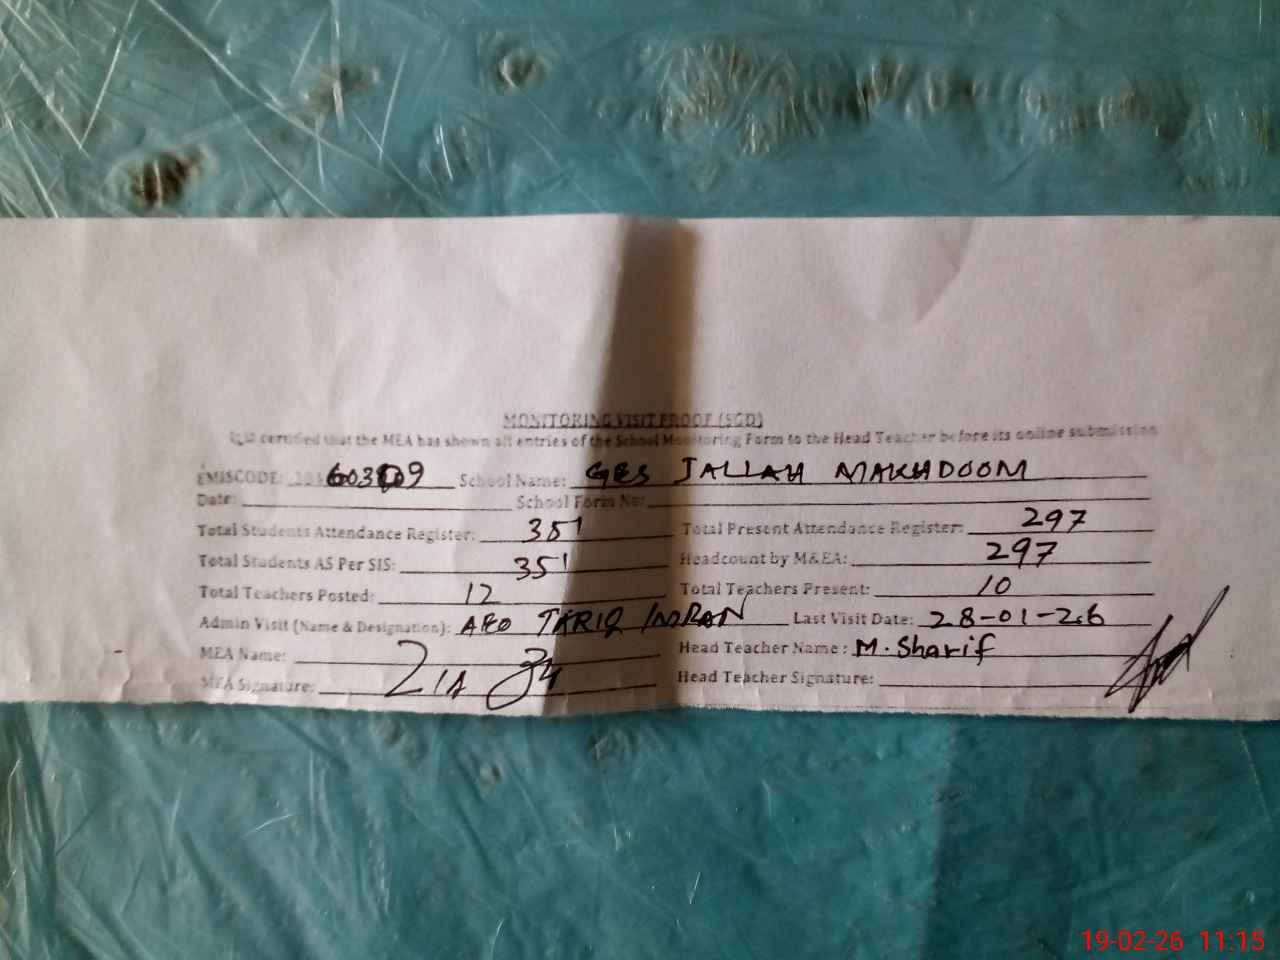 MONITORING VISIT PROOF (SGD)
It is certified that the MEA has shown all entries of the School Monitoring Form to the Head Teacher before its online submission
EMISCODE: School Name: GES JALLAH MAKHDOOM
Date: School Form No:
Total Students Attendance Register: 351 Total Present Attendance Register: 297
Total Students AS Per SIS: 351 Headcount by M&EA: 297
Total Teachers Posted: 12 Total Teachers Present: 10
Admin Visit (Name & Designation): AEO TARIQ IMRAN Last Visit Date: 28-01-26
MEA Name: ZIA Head Teacher Name: M. Sharif
MEA Signature: Head Teacher Signature:
19-02-26 11:15